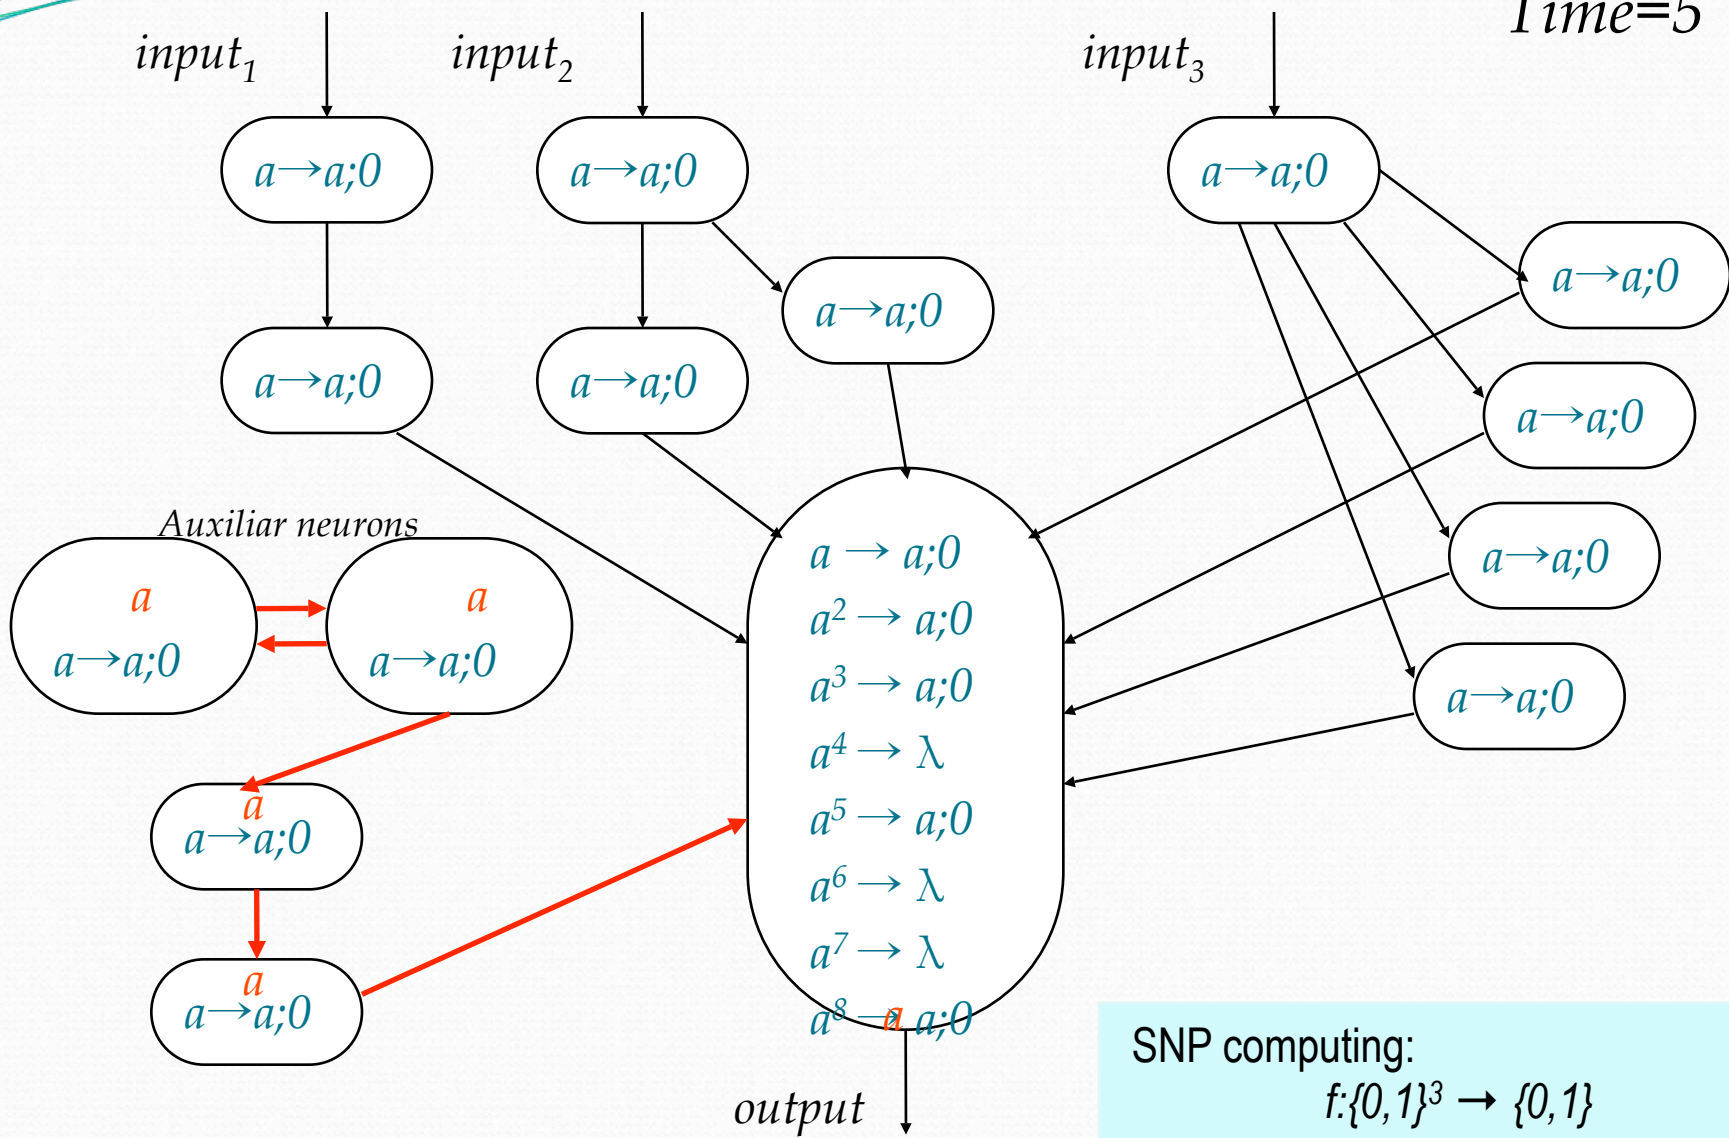 Time=5
input₁
input₂
input₃
a→a;0
a→a;0
a→a;0
a→a;0
a→a;0
a→a;0
a→a;0
a→a;0
a→a;0
Auxiliar neurons
a → a;0
a² → a;0
a³ → a;0
a⁴ → λ
a⁵ → a;0
a⁶ → λ
a⁷ → λ
a⁸ → a;0
a
a→a;0
a
a→a;0
a→a;0
a
a→a;0
a
a→a;0
a
output
SNP computing:
f:{0,1}³ → {0,1}